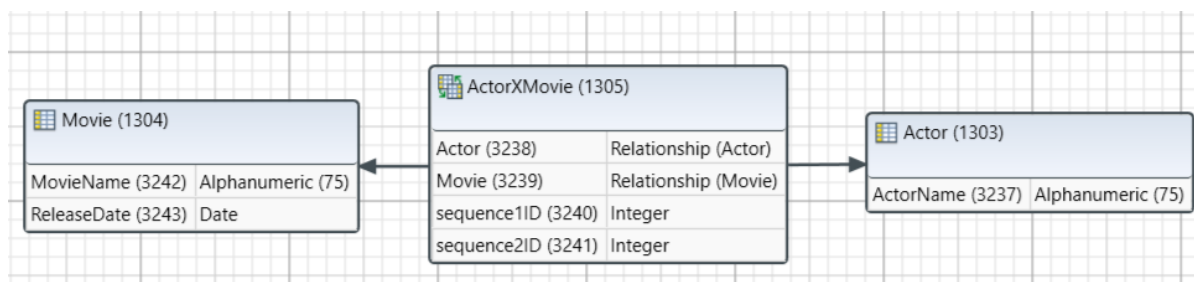 Movie (1304)
MovieName (3242) Alphanumeric (75)
ReleaseDate (3243) Date
ActorXMovie (1305)
Actor (3238) Relationship (Actor)
Movie (3239) Relationship (Movie)
sequence1ID (3240) Integer
sequence2ID (3241) Integer
Actor (1303)
ActorName (3237) Alphanumeric (75)